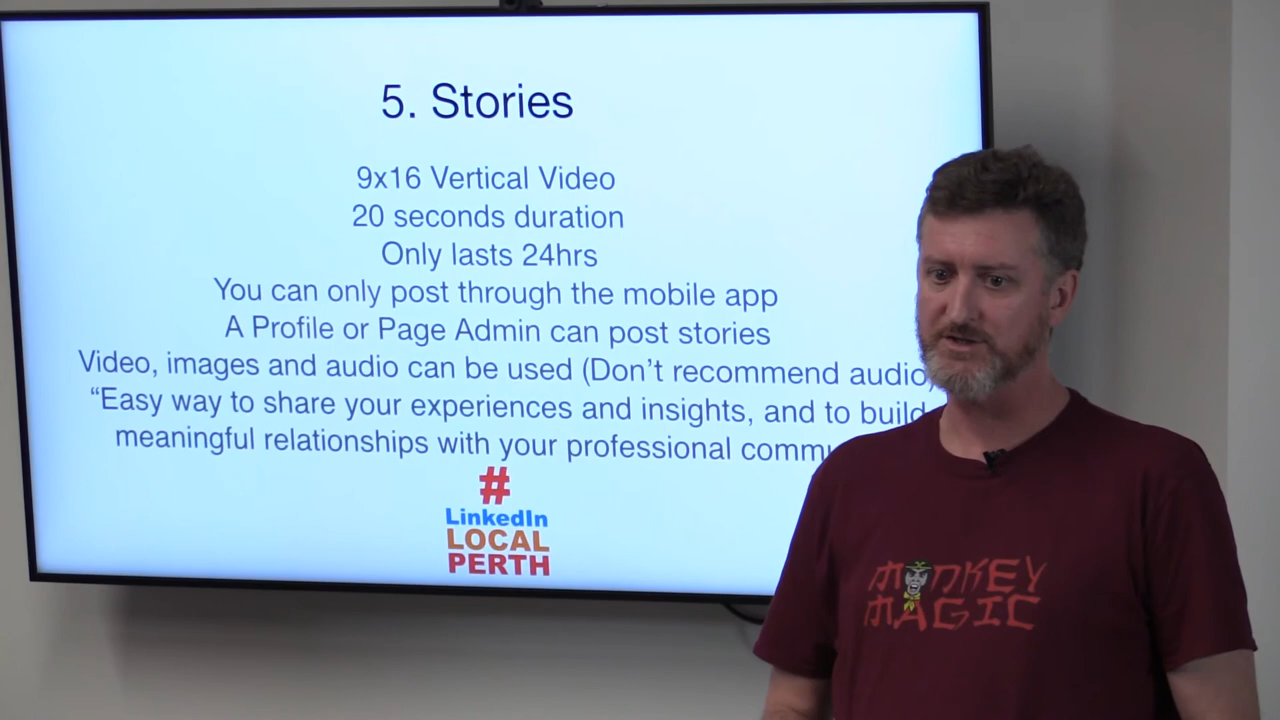 5. Stories
9x16 Vertical Video
20 seconds duration
Only lasts 24hrs
You can only post through the mobile app
A Profile or Page Admin can post stories
Video, images and audio can be used (Don't recommend audio)
“Easy way to share your experiences and insights, and to build
meaningful relationships with your professional
#
LinkedIn
LOCAL
PERTH
MONKEY
MAGIC